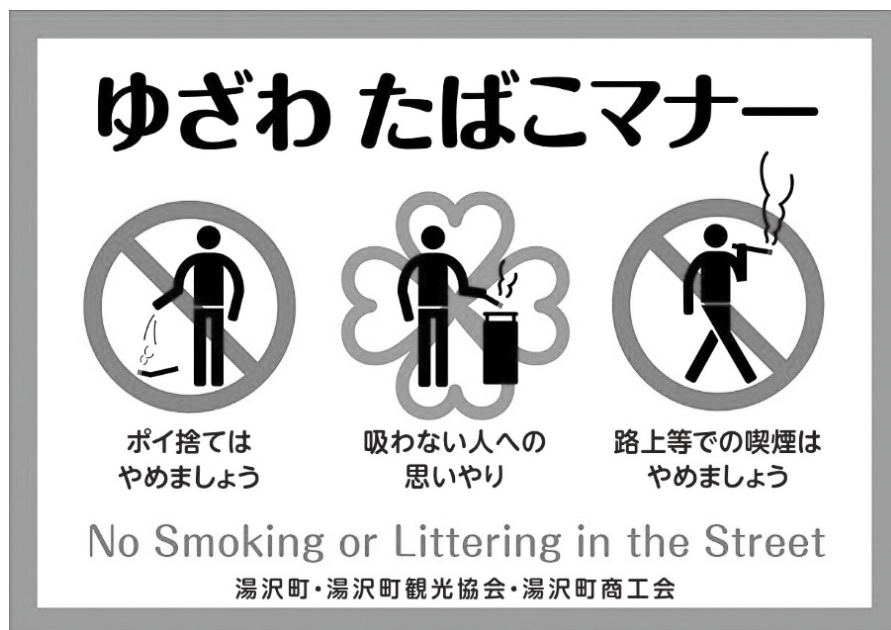 ゆざわ たばこマナー
ポイ捨ては
やめましょう
吸わない人への
思いやり
路上等での喫煙は
やめましょう
No Smoking or Littering in the Street
湯沢町・湯沢町観光協会・湯沢町商工会